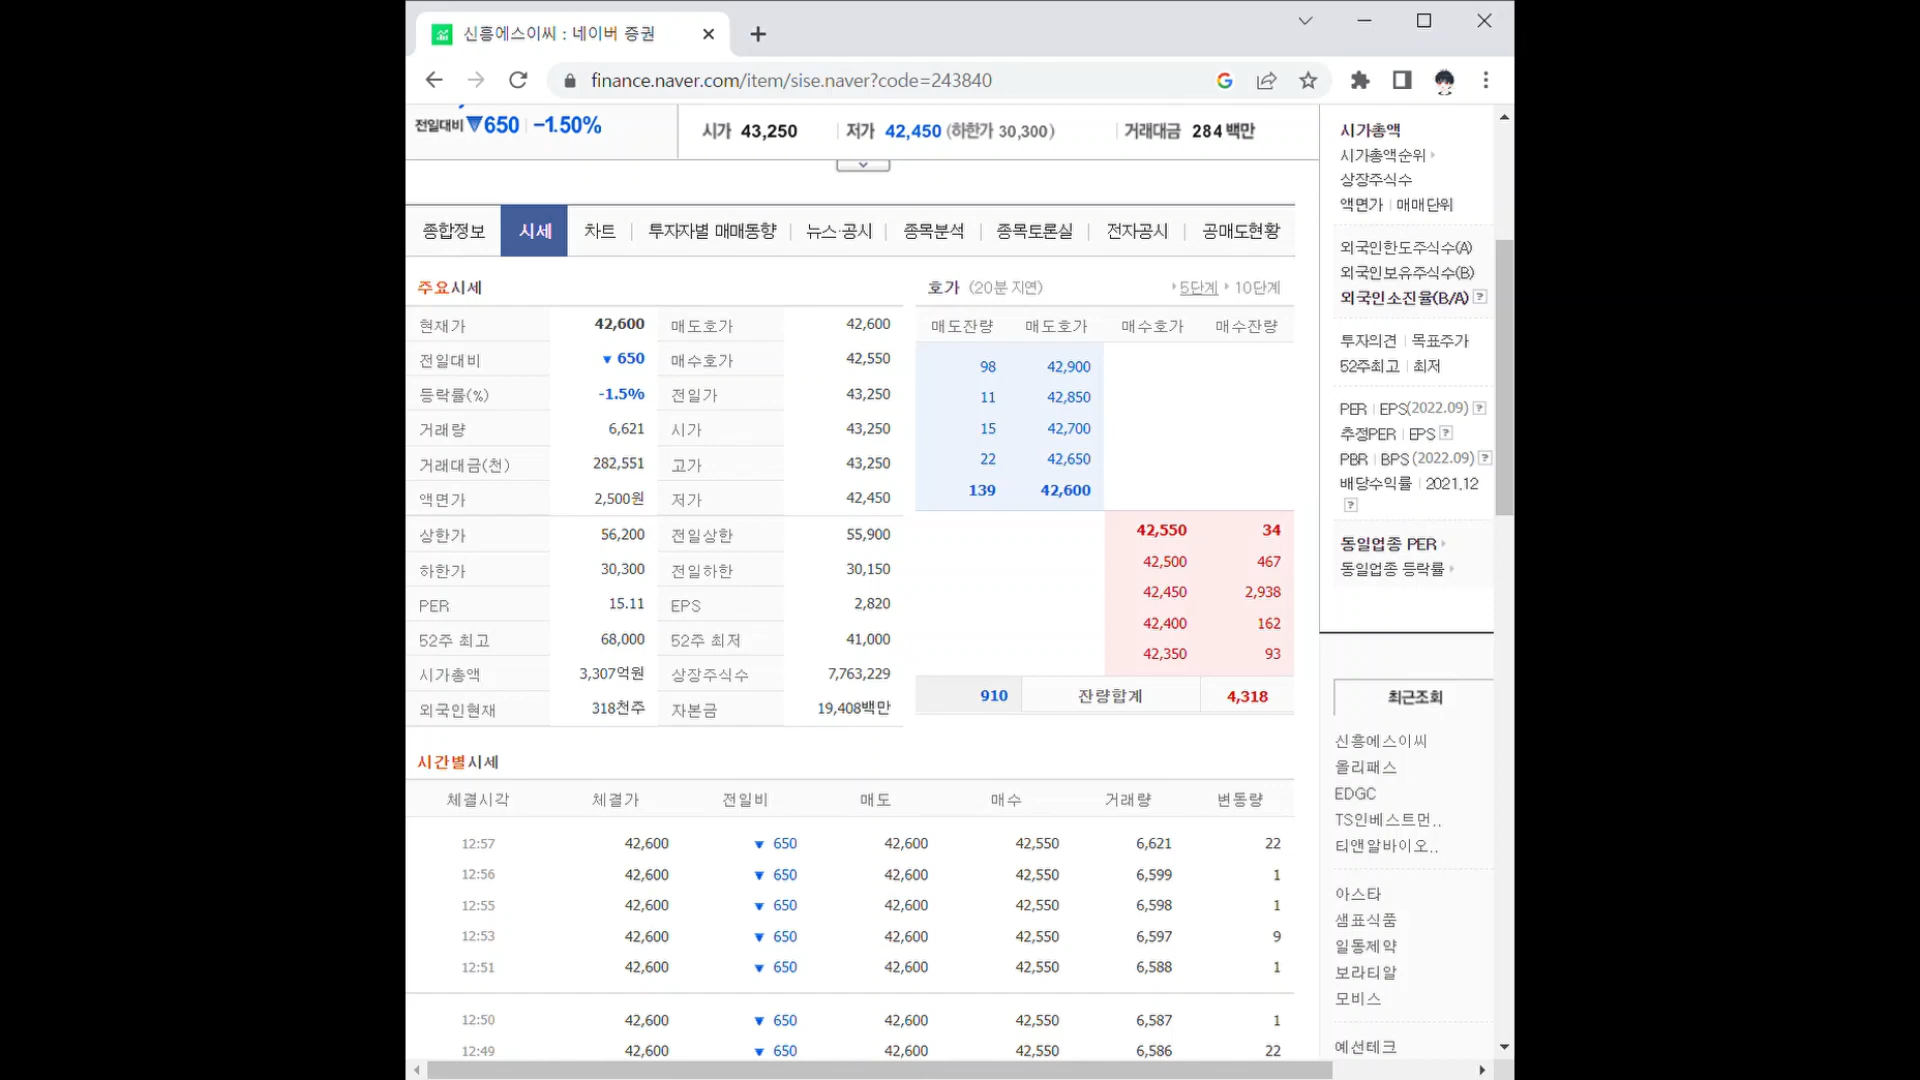 신흥에스이씨 : 네이버 증권
finance.naver.com/item/sise.naver?code=243840
전일대비 ▼650 -1.50%
시가 43,250 저가 42,450 (하한가 30,300) 거래대금 284 백만
종합정보 시세 차트 투자자별 매매동향 뉴스·공시 종목분석 종목토론실 전자공시 공매도현황
주요시세
현재가 42,600 매도호가 42,600
전일대비 ▼ 650 매수호가 42,550
등락률(%) -1.5% 전일가 43,250
거래량 6,621 시가 43,250
거래대금(천) 282,551 고가 43,250
액면가 2,500원 저가 42,450
상한가 56,200 전일상한 55,900
하한가 30,300 전일하한 30,150
PER 15.11 EPS 2,820
52주 최고 68,000 52주 최저 41,000
시가총액 3,307억원 상장주식수 7,763,229
외국인현재 318천주 자본금 19,408백만
호가 (20분 지연) 5단계 10단계
매도잔량 매도호가 매수호가 매수잔량
98 42,900
11 42,850
15 42,700
22 42,650
139 42,600
42,550 34
42,500 467
42,450 2,938
42,400 162
42,350 93
910 잔량합계 4,318
시간별시세
체결시각 체결가 전일비 매도 매수 거래량 변동량
12:57 42,600 ▼ 650 42,600 42,550 6,621 22
12:56 42,600 ▼ 650 42,600 42,550 6,599 1
12:55 42,600 ▼ 650 42,600 42,550 6,598 1
12:53 42,600 ▼ 650 42,600 42,550 6,597 9
12:51 42,600 ▼ 650 42,600 42,550 6,588 1
12:50 42,600 ▼ 650 42,600 42,550 6,587 1
12:49 42,600 ▼ 650 42,600 42,550 6,586 22
시가총액
시가총액순위
상장주식수
액면가 | 매매단위
외국인한도주식수(A)
외국인보유주식수(B)
외국인소진율(B/A) ?
투자의견 | 목표주가
52주최고 | 최저
PER | EPS(2022.09) ?
추정PER | EPS ?
PBR | BPS (2022.09) ?
배당수익률 | 2021.12
?
동일업종 PER
동일업종 등락률
최근조회
신흥에스이씨
올리패스
EDGC
TS인베스트먼..
티앤알바이오..
아스타
샘표식품
일동제약
보라티알
모비스
예선테크